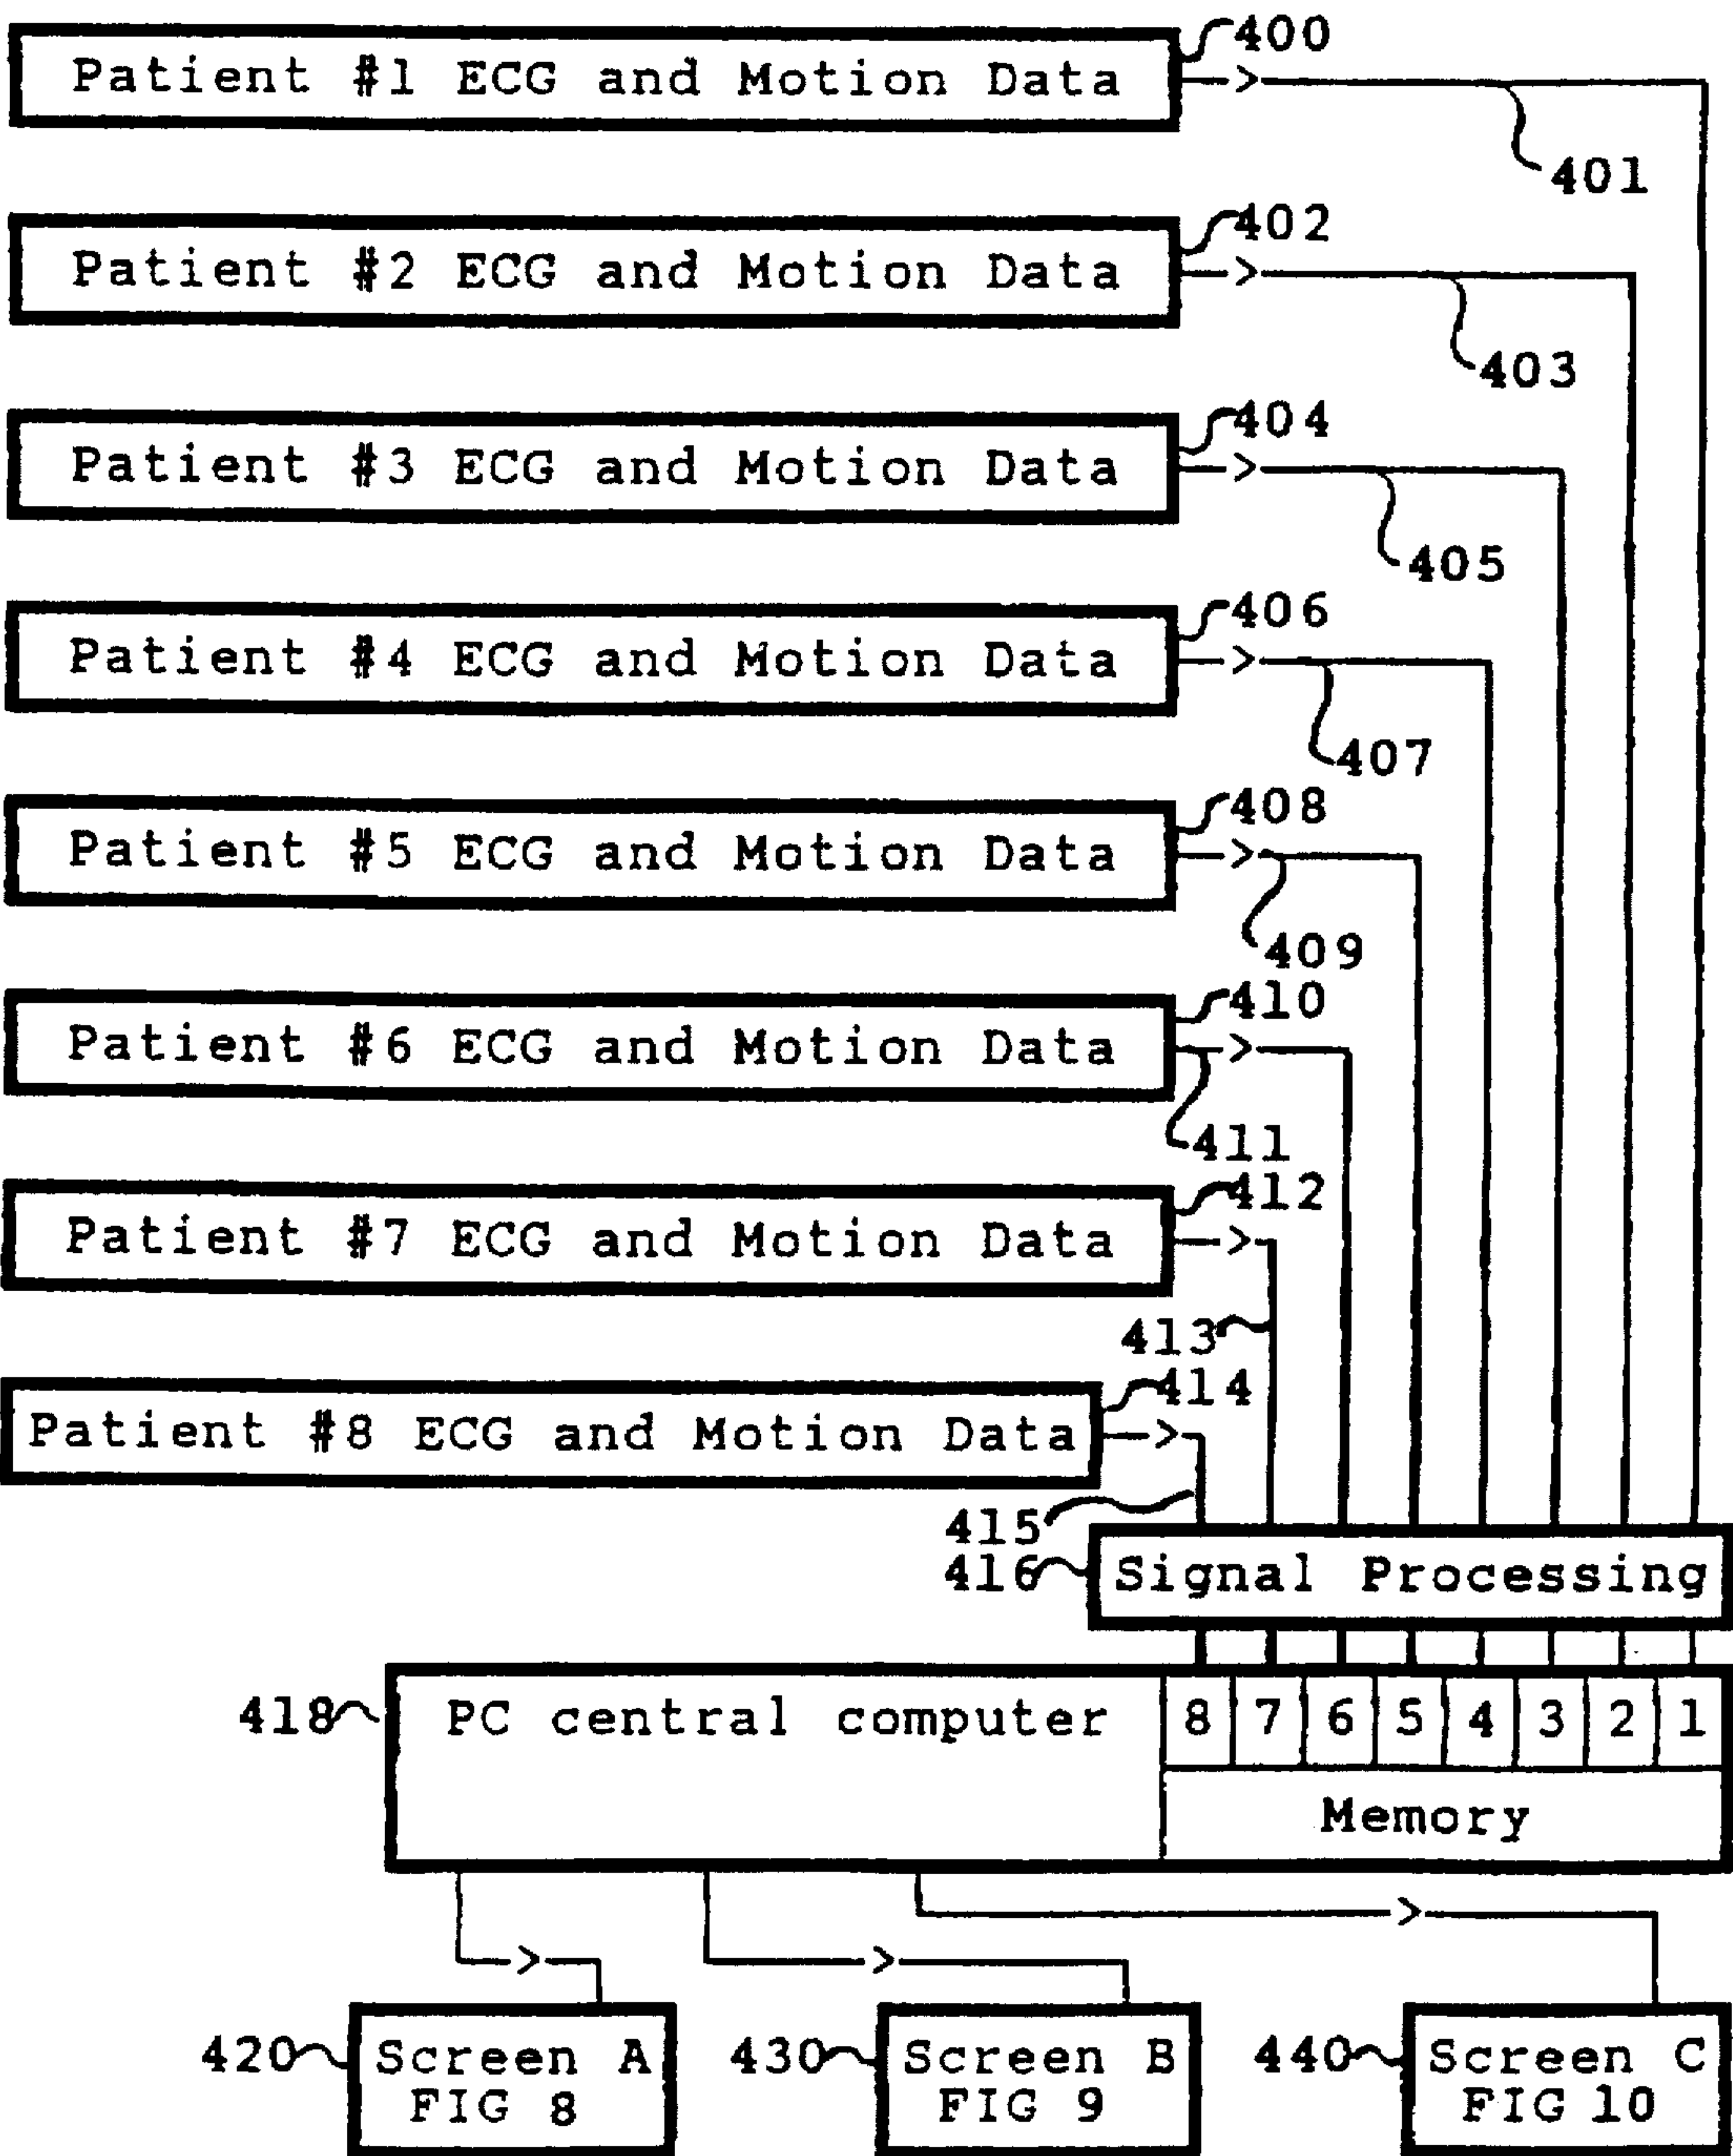 400
Patient #1 ECG and Motion Data
401
402
Patient #2 ECG and Motion Data
403
404
Patient #3 ECG and Motion Data
405
406
Patient #4 ECG and Motion Data
407
408
Patient #5 ECG and Motion Data
409
410
Patient #6 ECG and Motion Data
411
412
Patient #7 ECG and Motion Data
413
414
Patient #8 ECG and Motion Data
415
416 Signal Processing
418 PC central computer 8 7 6 5 4 3 2 1
Memory
420 Screen A 430 Screen B 440 Screen C
FIG 8 FIG 9 FIG 10